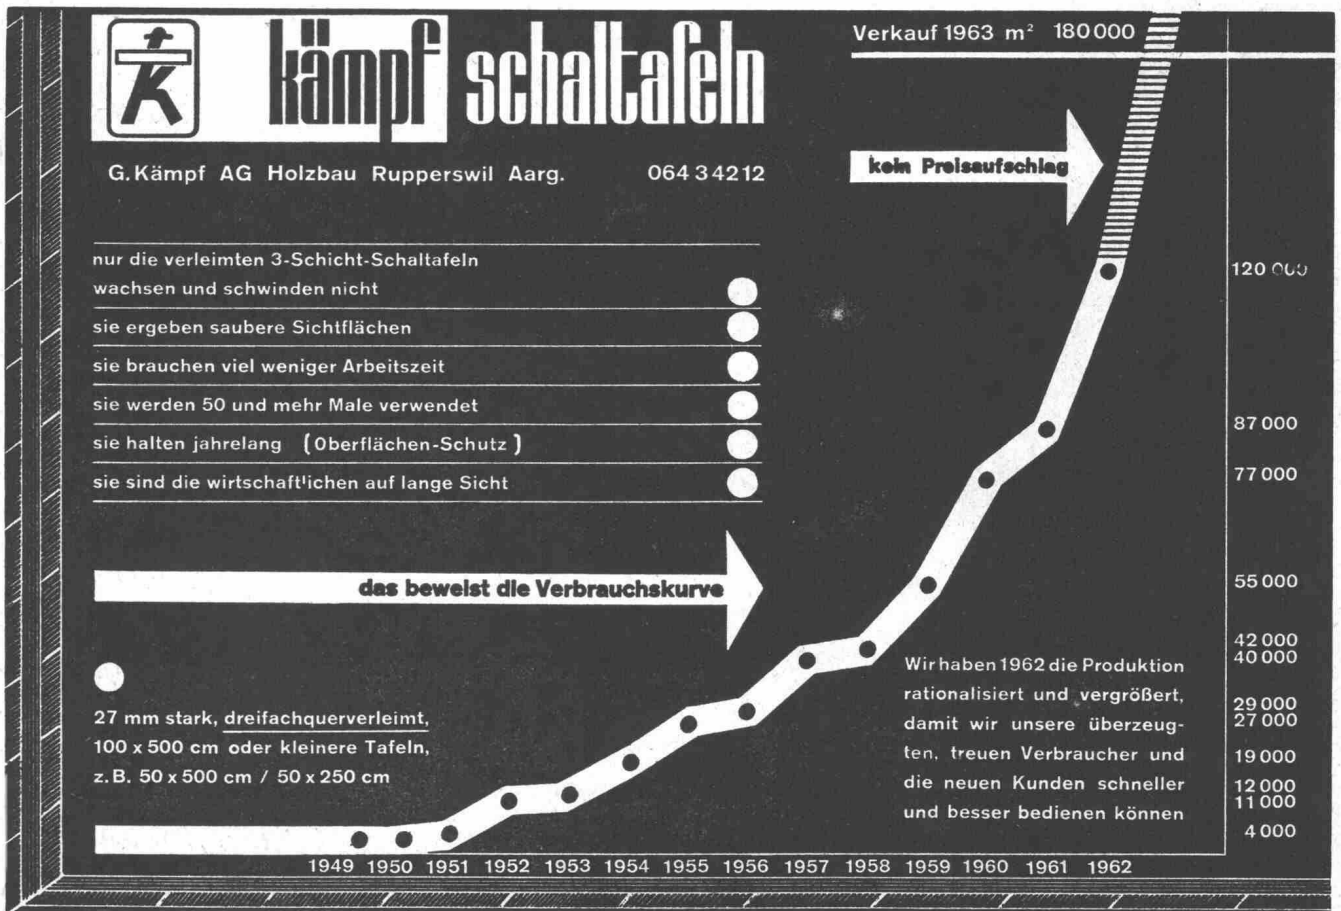 kämpf schaltafeln
G. Kämpf AG Holzbau Rupperswil Aarg. 064 3 42 12
Verkauf 1963 m² 180 000
kein Preisaufschlag
nur die verleimten 3-Schicht-Schaltafeln
wachsen und schwinden nicht
sie ergeben saubere Sichtflächen
sie brauchen viel weniger Arbeitszeit
sie werden 50 und mehr Male verwendet
sie halten jahrelang (Oberflächen-Schutz)
sie sind die wirtschaftlichen auf lange Sicht
das beweist die Verbrauchskurve
27 mm stark, dreifachquerverleimt,
100 x 500 cm oder kleinere Tafeln,
z.B. 50 x 500 cm / 50 x 250 cm
Wir haben 1962 die Produktion
rationalisiert und vergrößert,
damit wir unsere überzeug-
ten, treuen Verbraucher und
die neuen Kunden schneller
und besser bedienen können
120 000
87 000
77 000
55 000
42 000
40 000
29 000
27 000
19 000
12 000
11 000
4 000
1949 1950 1951 1952 1953 1954 1955 1956 1957 1958 1959 1960 1961 1962